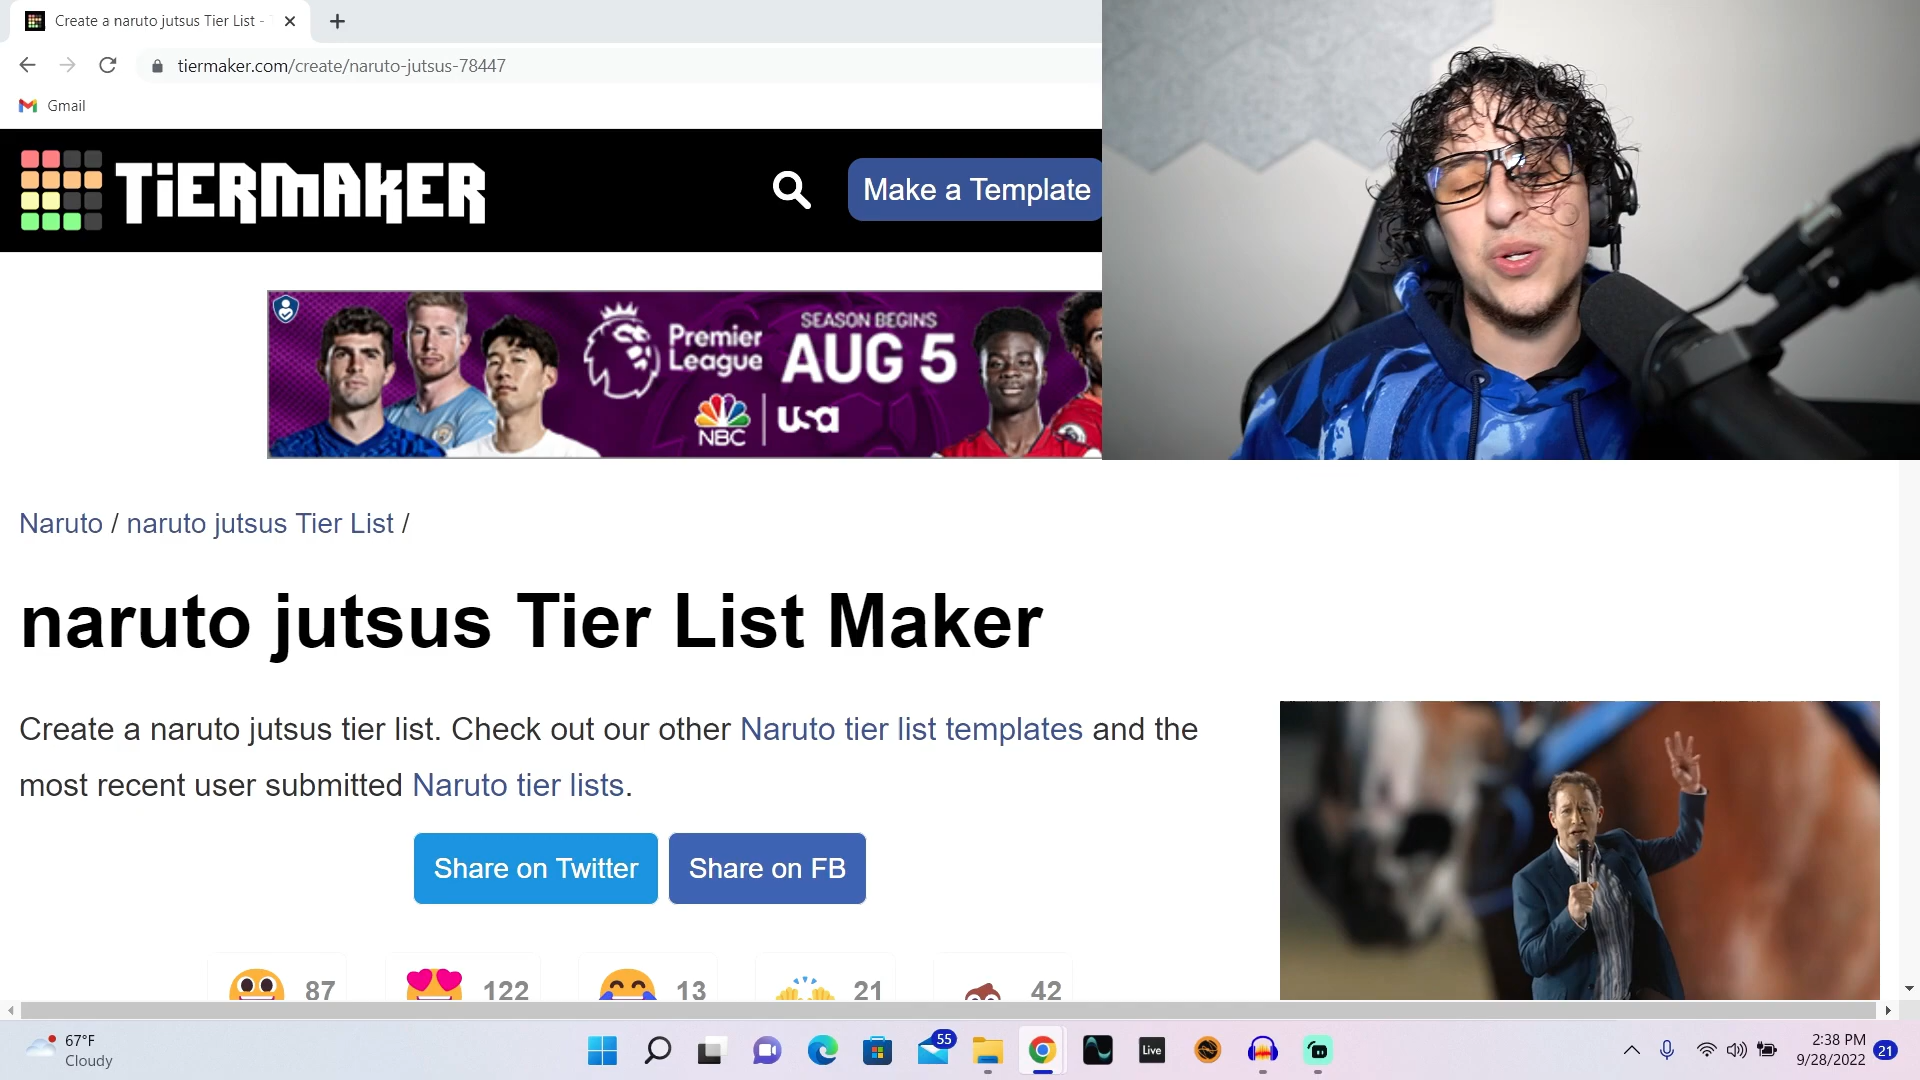 Create a naruto jutsus Tier List -
tiermaker.com/create/naruto-jutsus-78447
Gmail
TiERMAKER
Make a Template
Premier
League
SEASON BEGINS
AUG 5
NBC
usa
Naruto / naruto jutsus Tier List /
naruto jutsus Tier List Maker
Create a naruto jutsus tier list. Check out our other Naruto tier list templates and the
most recent user submitted Naruto tier lists.
Share on Twitter
Share on FB
87
122
13
21
42
67°F
Cloudy
55
Live
2:38 PM
9/28/2022
21